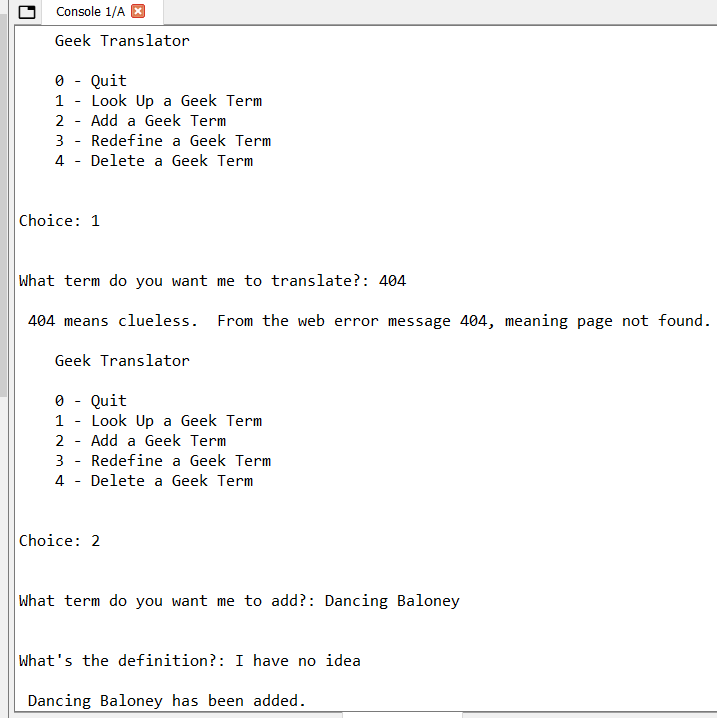 Console 1/A
Geek Translator
0 - Quit
1 - Look Up a Geek Term
2 - Add a Geek Term
3 - Redefine a Geek Term
4 - Delete a Geek Term
Choice: 1
What term do you want me to translate?: 404
404 means clueless.  From the web error message 404, meaning page not found.
Geek Translator
0 - Quit
1 - Look Up a Geek Term
2 - Add a Geek Term
3 - Redefine a Geek Term
4 - Delete a Geek Term
Choice: 2
What term do you want me to add?: Dancing Baloney
What's the definition?: I have no idea
Dancing Baloney has been added.